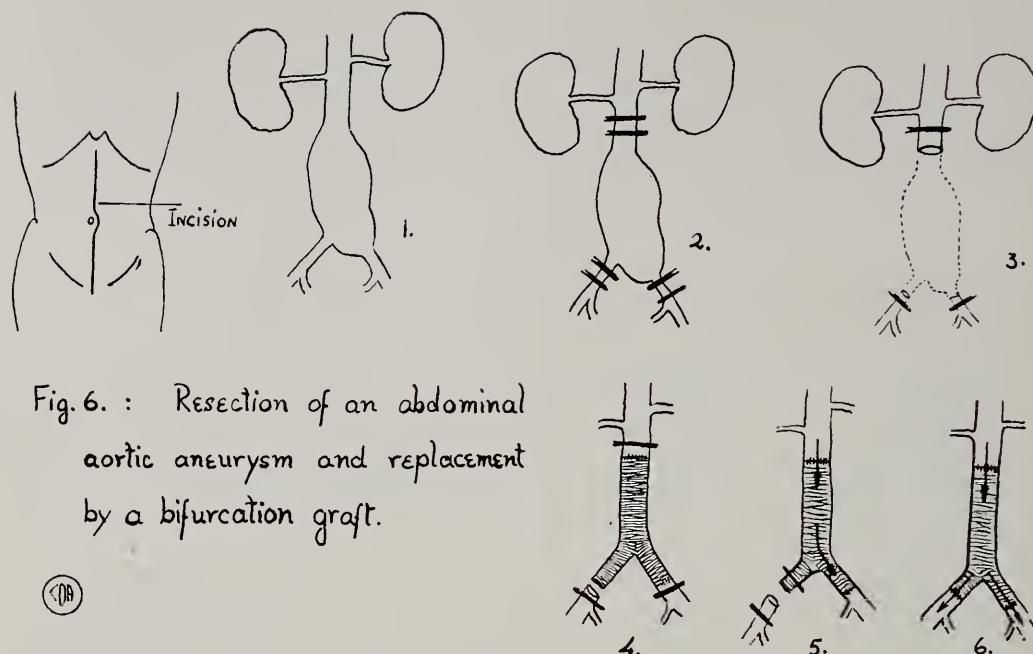 INCISION
1.
2.
3.
Fig. 6. : Resection of an abdominal
aortic aneurysm and replacement
by a bifurcation graft.
4.
5.
6.